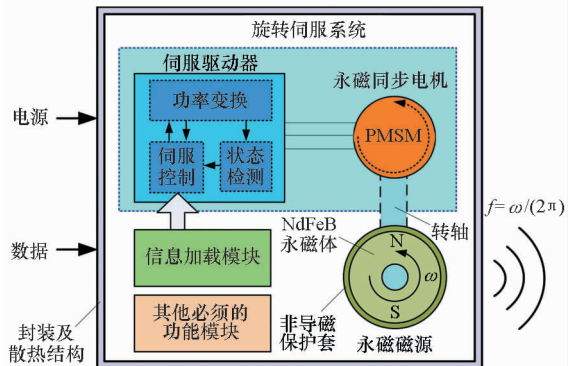 旋转伺服系统
伺服驱动器
永磁同步电机
功率变换
电源
PMSM
伺服
控制
状态
检测
f=ω/(2π)
NdFeB
永磁体
转轴
N
数据
信息加载模块
ω
S
其他必须的
功能模块
非导磁
保护套
永磁磁源
封装及
散热结构